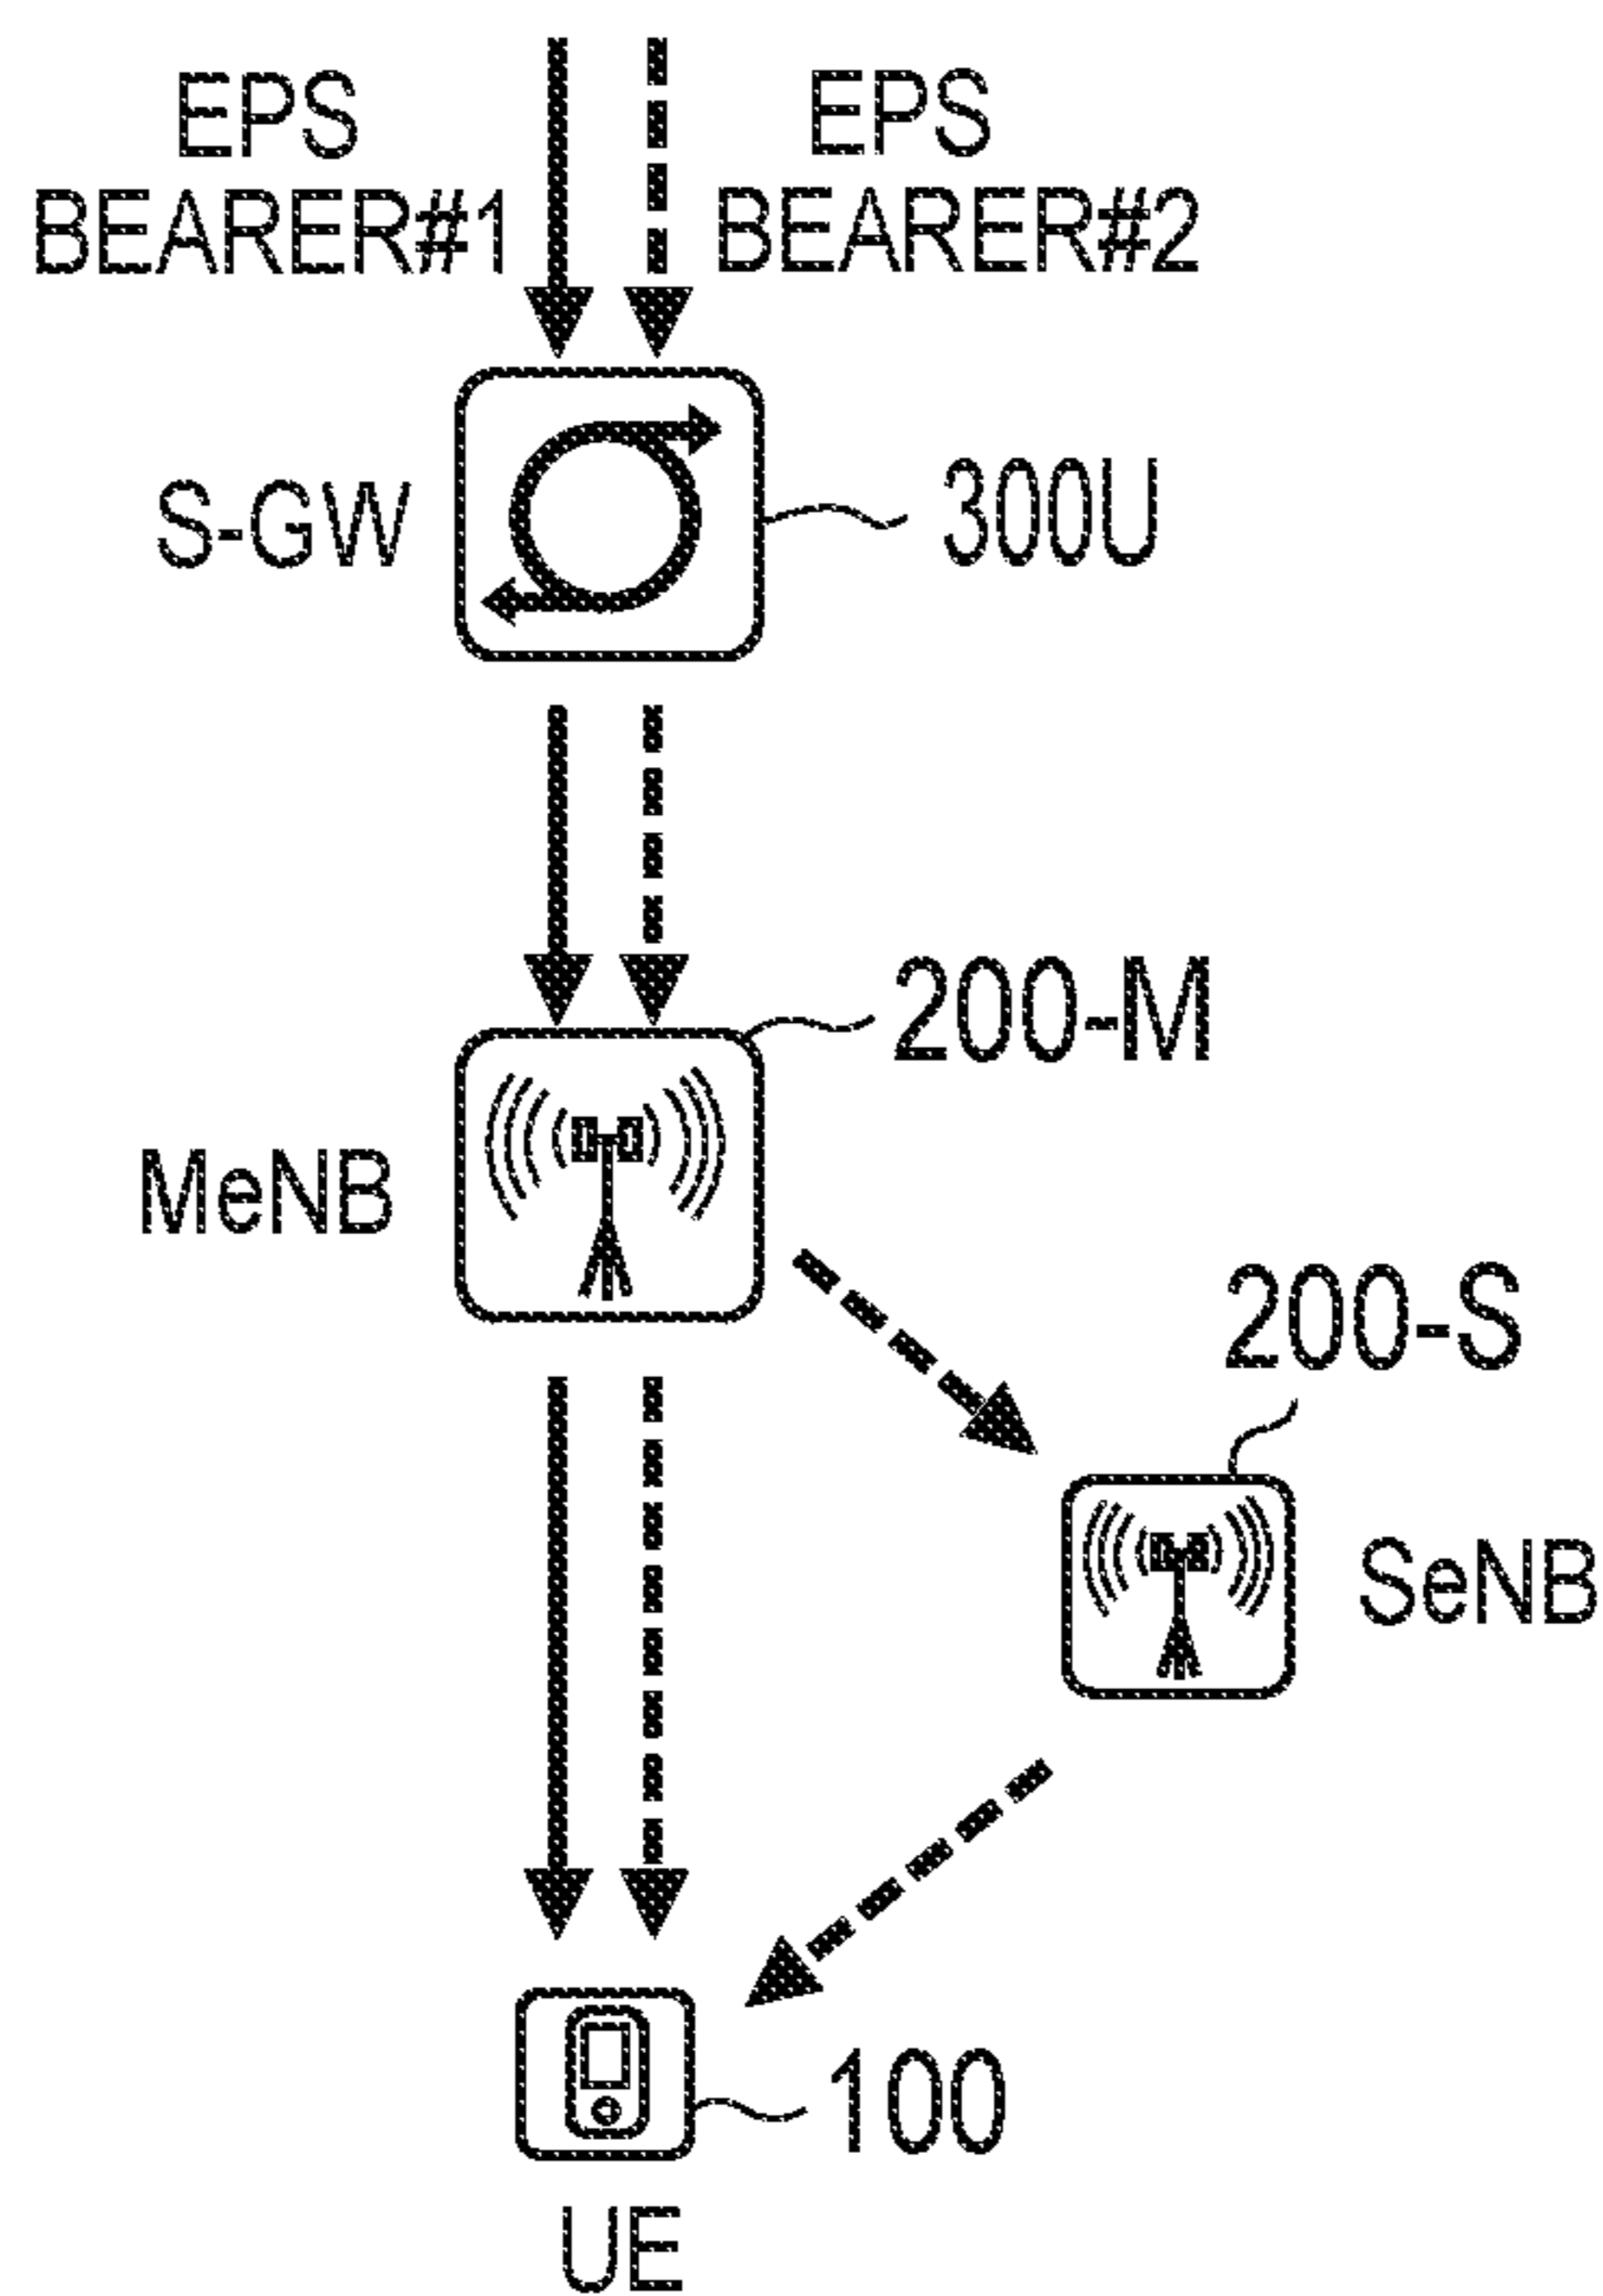 EPS
BEARER#1
EPS
BEARER#2
S-GW
300U
200-M
MeNB
200-S
SeNB
100
UE